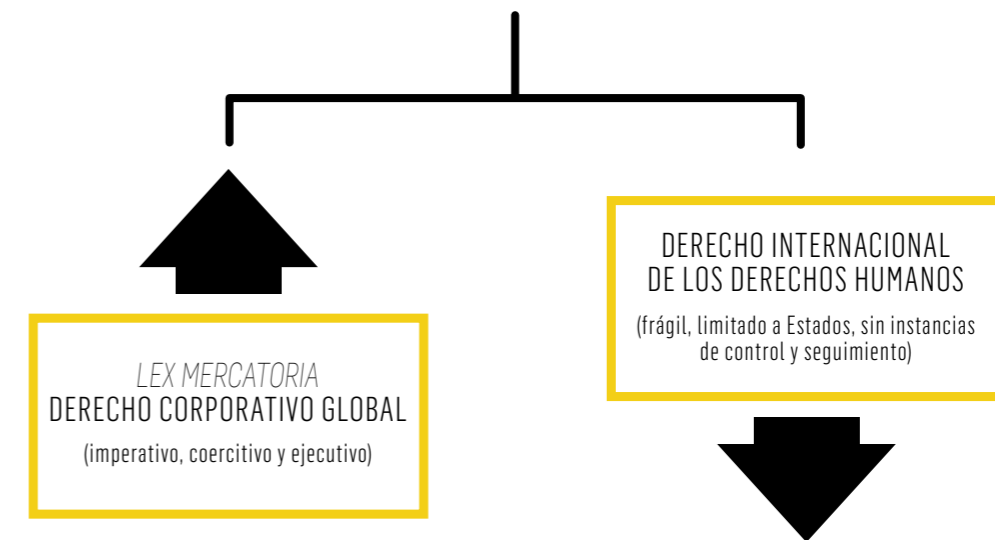 LEX MERCATORIA
DERECHO CORPORATIVO GLOBAL
(imperativo, coercitivo y ejecutivo)
DERECHO INTERNACIONAL
DE LOS DERECHOS HUMANOS
(frágil, limitado a Estados, sin instancias
de control y seguimiento)